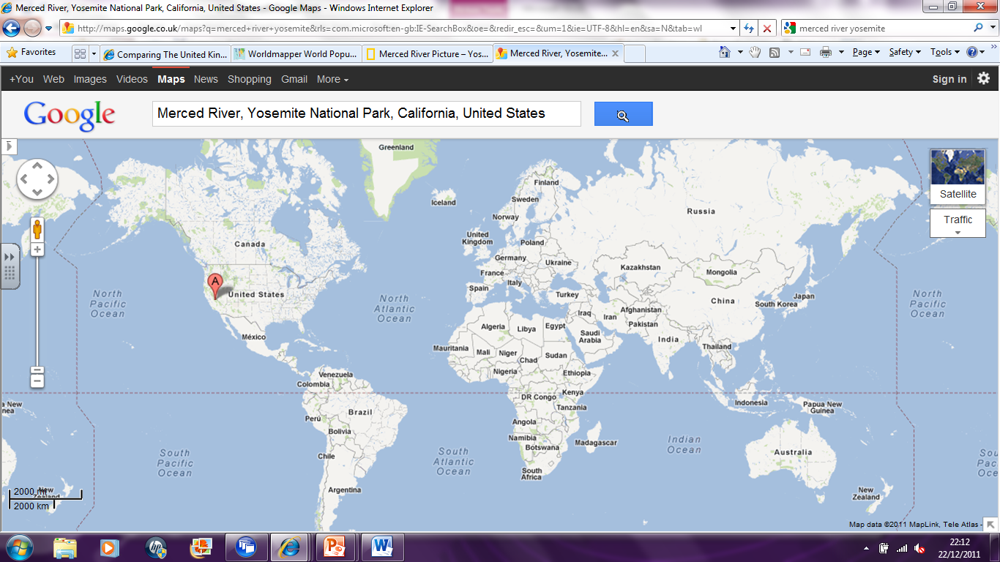 Merced River, Yosemite National Park, California, United States - Google Maps - Windows Internet Explorer
http://maps.google.co.uk/maps?q=merced+river+yosemite&rls=com.microsoft:en-gb:IE-SearchBox&oe=&redir_esc=&um=1&ie=UTF-8&hl=en&sa=N&tab=wl
merced river yosemite
Favorites
Comparing The United Kin...
Worldmapper World Popu...
Merced River Picture – Yos...
Merced River, Yosemite...
Page
Safety
Tools
+You Web Images Videos Maps News Shopping Gmail More
Sign in
Google
Merced River, Yosemite National Park, California, United States
Greenland
Finland
Iceland
Sweden
Satellite
Russia
Norway
Traffic
United
Kingdom
Canada
Poland
Germany
Ukraine
Kazakhstan
France
Mongolia
Italy
A
Spain
United States
Turkey
Japan
China
South Korea
North
Pacific
Ocean
North
Atlantic
Ocean
North
Pacific
Ocean
Iraq
Afghanistan
Iran
Pakistan
Algeria
Libya
Egypt
Saudi
Arabia
México
India
Thailand
Mauritania
Mali
Niger
Sudan
Chad
Venezuela
Nigeria
Ethiopia
Colombia
Kenya
DR Congo
Indonesia
a New
nea
Papua New
Guinea
Tanzania
Brazil
Perú
Angola
Bolivia
Namibia
Botswana
Madagascar
South
Pacific
Ocean
South
Atlantic
Ocean
Indian
Ocean
Australia
Sou
Pac
Oce
Chile
South
Africa
Argentina
New
Zealand
New
Zealand
2000 mi
2000 km
Map data ©2011 MapLink, Tele Atlas -
22:12
22/12/2011